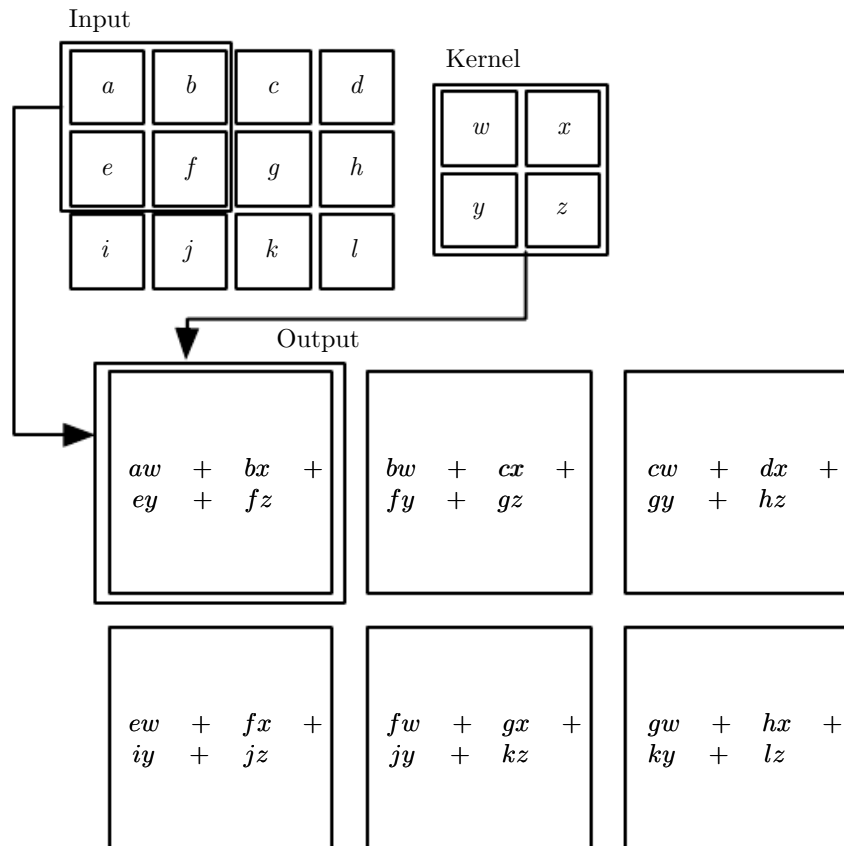 Input
Kernel
a b c d
w x
e f g h
y z
i j k l
Output
aw + bx +
ey + fz
bw + cx +
fy + gz
cw + dx +
gy + hz
ew + fx +
iy + jz
fw + gx +
jy + kz
gw + hx +
ky + lz